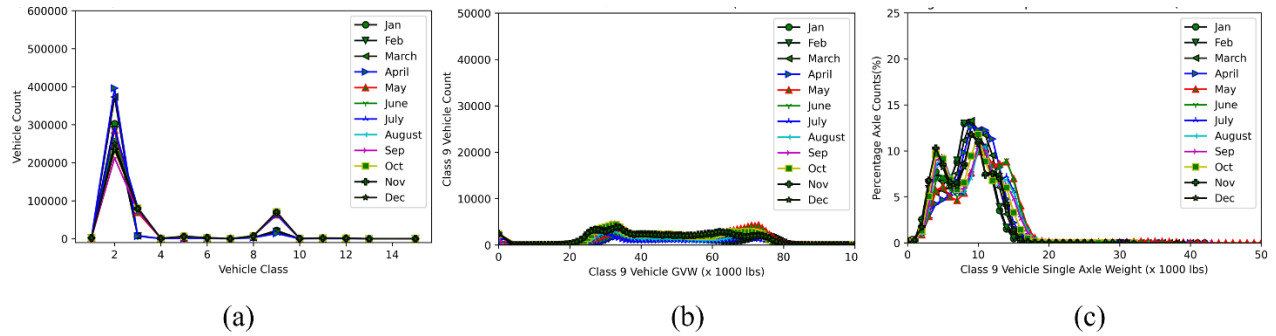 600000
500000
400000
300000
200000
100000
0
Vehicle Count
2
4
6
8
10
12
14
Vehicle Class
Jan
Feb
March
April
May
June
July
August
Sep
Oct
Nov
Dec
(a)
50000
40000
30000
20000
10000
0
Class 9 Vehicle Count
0
20
40
60
80
10
Class 9 Vehicle GVW (x 1000 lbs)
Jan
Feb
March
April
May
June
July
August
Sep
Oct
Nov
Dec
(b)
25
20
15
10
5
0
Percentage Axle Counts(%)
0
10
20
30
40
50
Class 9 Vehicle Single Axle Weight (x 1000 lbs)
Jan
Feb
March
April
May
June
July
August
Sep
Oct
Nov
Dec
(c)